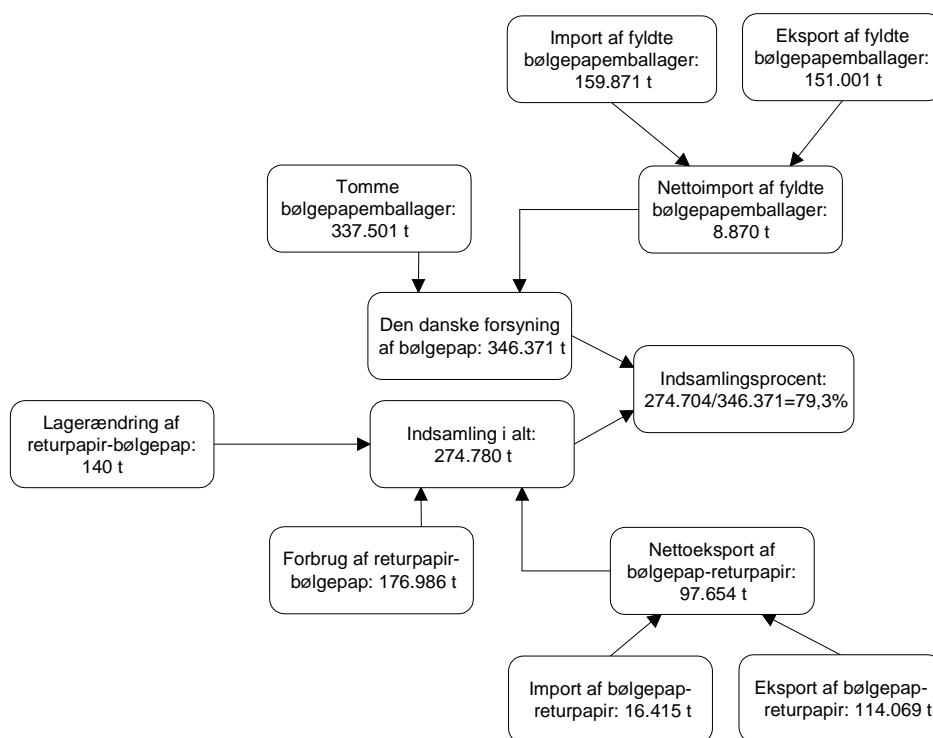 Import af fyldte
bølgepapemballager:
159.871 t
Eksport af fyldte
bølgepapemballager:
151.001 t
Tomme
bølgepapemballager:
337.501 t
Nettoimport af fyldte
bølgepapemballager:
8.870 t
Den danske forsyning
af bølgepap: 346.371 t
Indsamlingsprocent:
274.704/346.371=79,3%
Lagerændring af
returpapir-bølgepap:
140 t
Indsamling i alt:
274.780 t
Forbrug af returpapir-
bølgepap: 176.986 t
Nettoeksport af
bølgepap-returpapir:
97.654 t
Import af bølgepap-
returpapir: 16.415 t
Eksport af bølgepap-
returpapir: 114.069 t